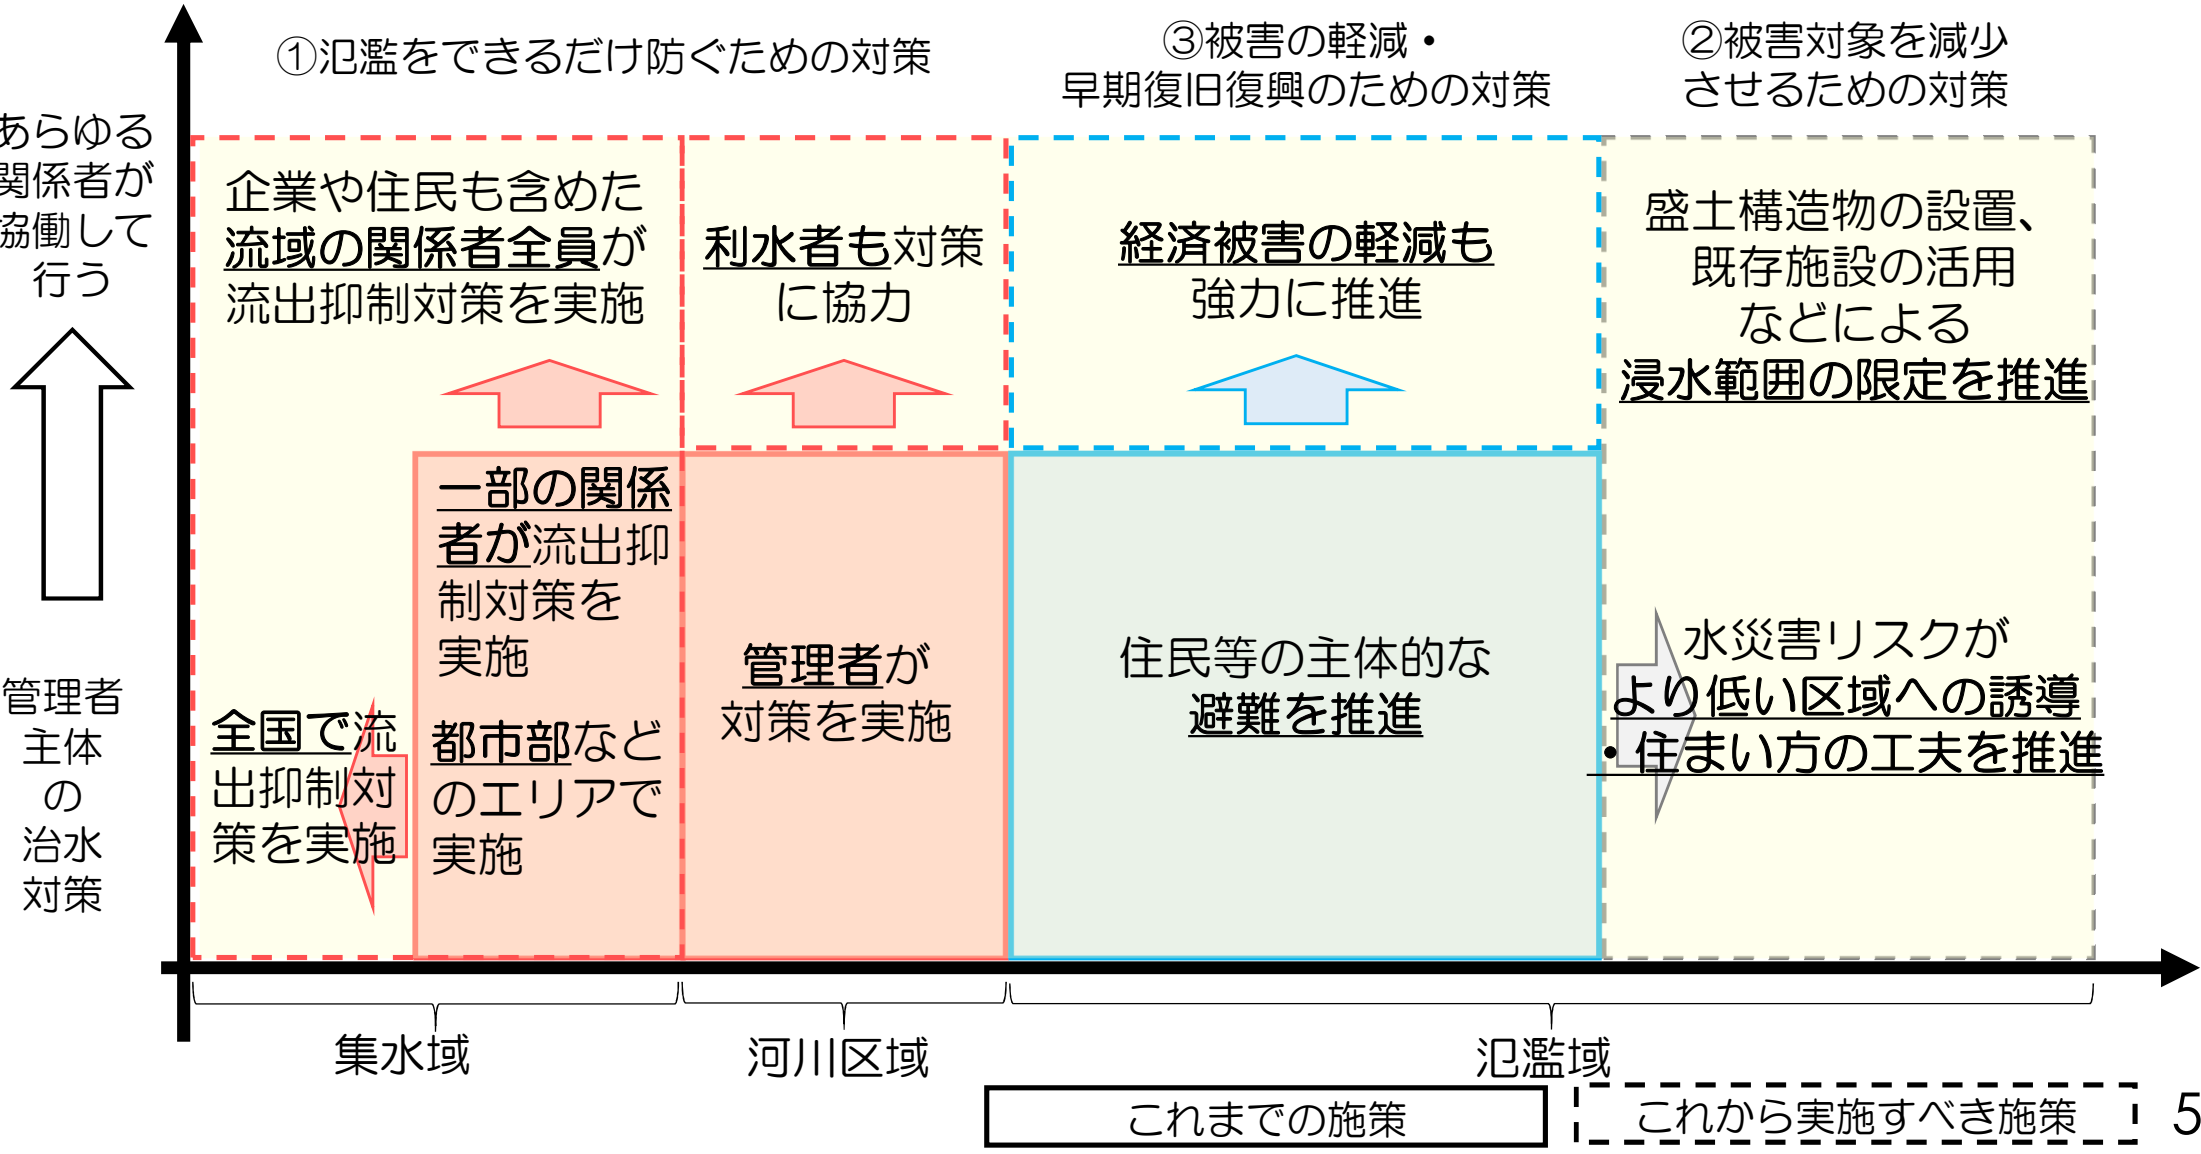 ①氾濫をできるだけ防ぐための対策
③被害の軽減・
早期復旧復興のための対策
②被害対象を減少
させるための対策
あらゆる
関係者が
協働して
行う
管理者
主体
の
治水
対策
企業や住民も含めた
流域の関係者全員が
流出抑制対策を実施
利水者も対策
に協力
経済被害の軽減も
強力に推進
盛土構造物の設置、
既存施設の活用
などによる
浸水範囲の限定を推進
一部の関係
者が流出抑
制対策を
実施
都市部など
のエリアで
実施
全国で流
出抑制対
策を実施
管理者が
対策を実施
住民等の主体的な
避難を推進
水災害リスクが
より低い区域への誘導
・住まい方の工夫を推進
集水域
河川区域
氾濫域
これまでの施策
これから実施すべき施策
5